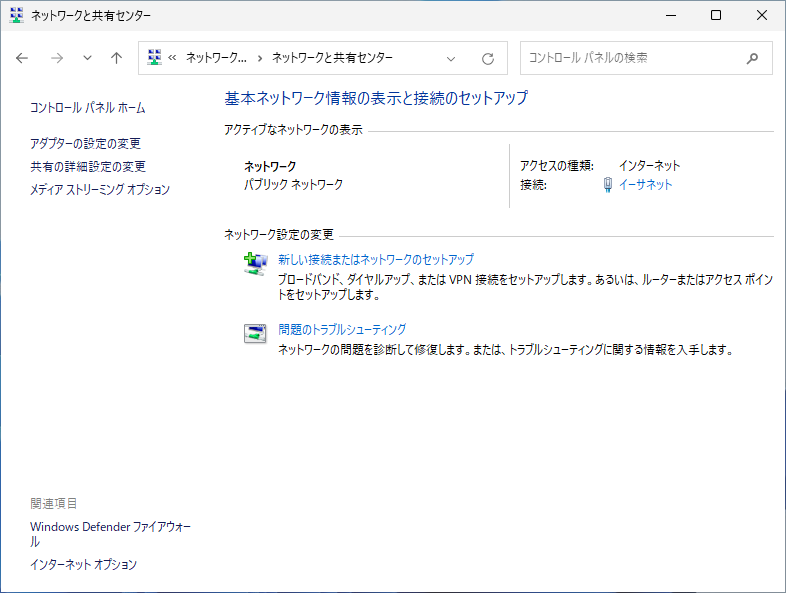 ネットワークと共有センター
« ネットワーク... › ネットワークと共有センター
コントロール パネルの検索
コントロール パネル ホーム
アダプターの設定の変更
共有の詳細設定の変更
メディア ストリーミング オプション
基本ネットワーク情報の表示と接続のセットアップ
アクティブなネットワークの表示
ネットワーク
パブリック ネットワーク
アクセスの種類: インターネット
接続: イーサネット
ネットワーク設定の変更
新しい接続またはネットワークのセットアップ
ブロードバンド、ダイヤルアップ、または VPN 接続をセットアップします。あるいは、ルーターまたはアクセス ポイン
トをセットアップします。
問題のトラブルシューティング
ネットワークの問題を診断して修復します。または、トラブルシューティングに関する情報を入手します。
関連項目
Windows Defender ファイアウォー
ル
インターネット オプション